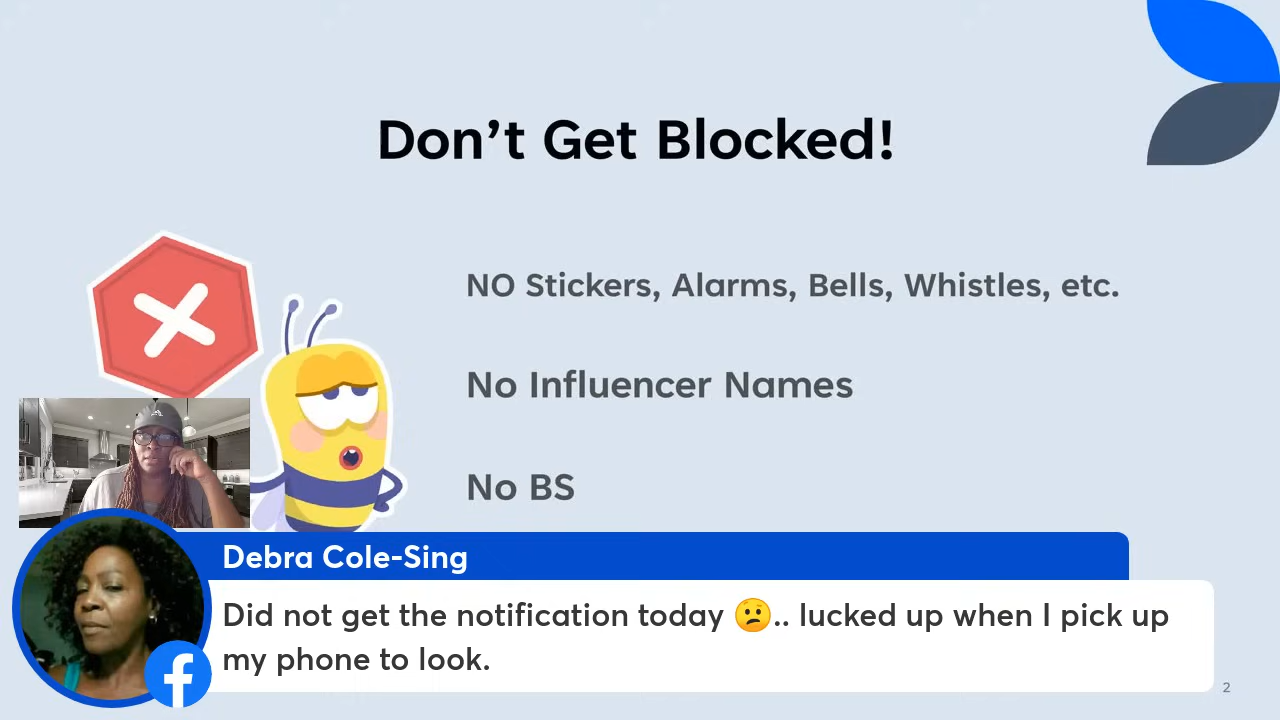 Don't Get Blocked!
NO Stickers, Alarms, Bells, Whistles, etc.
No Influencer Names
No BS
Debra Cole-Sing
Did not get the notification today 😕.. lucked up when I pick up
my phone to look.
2